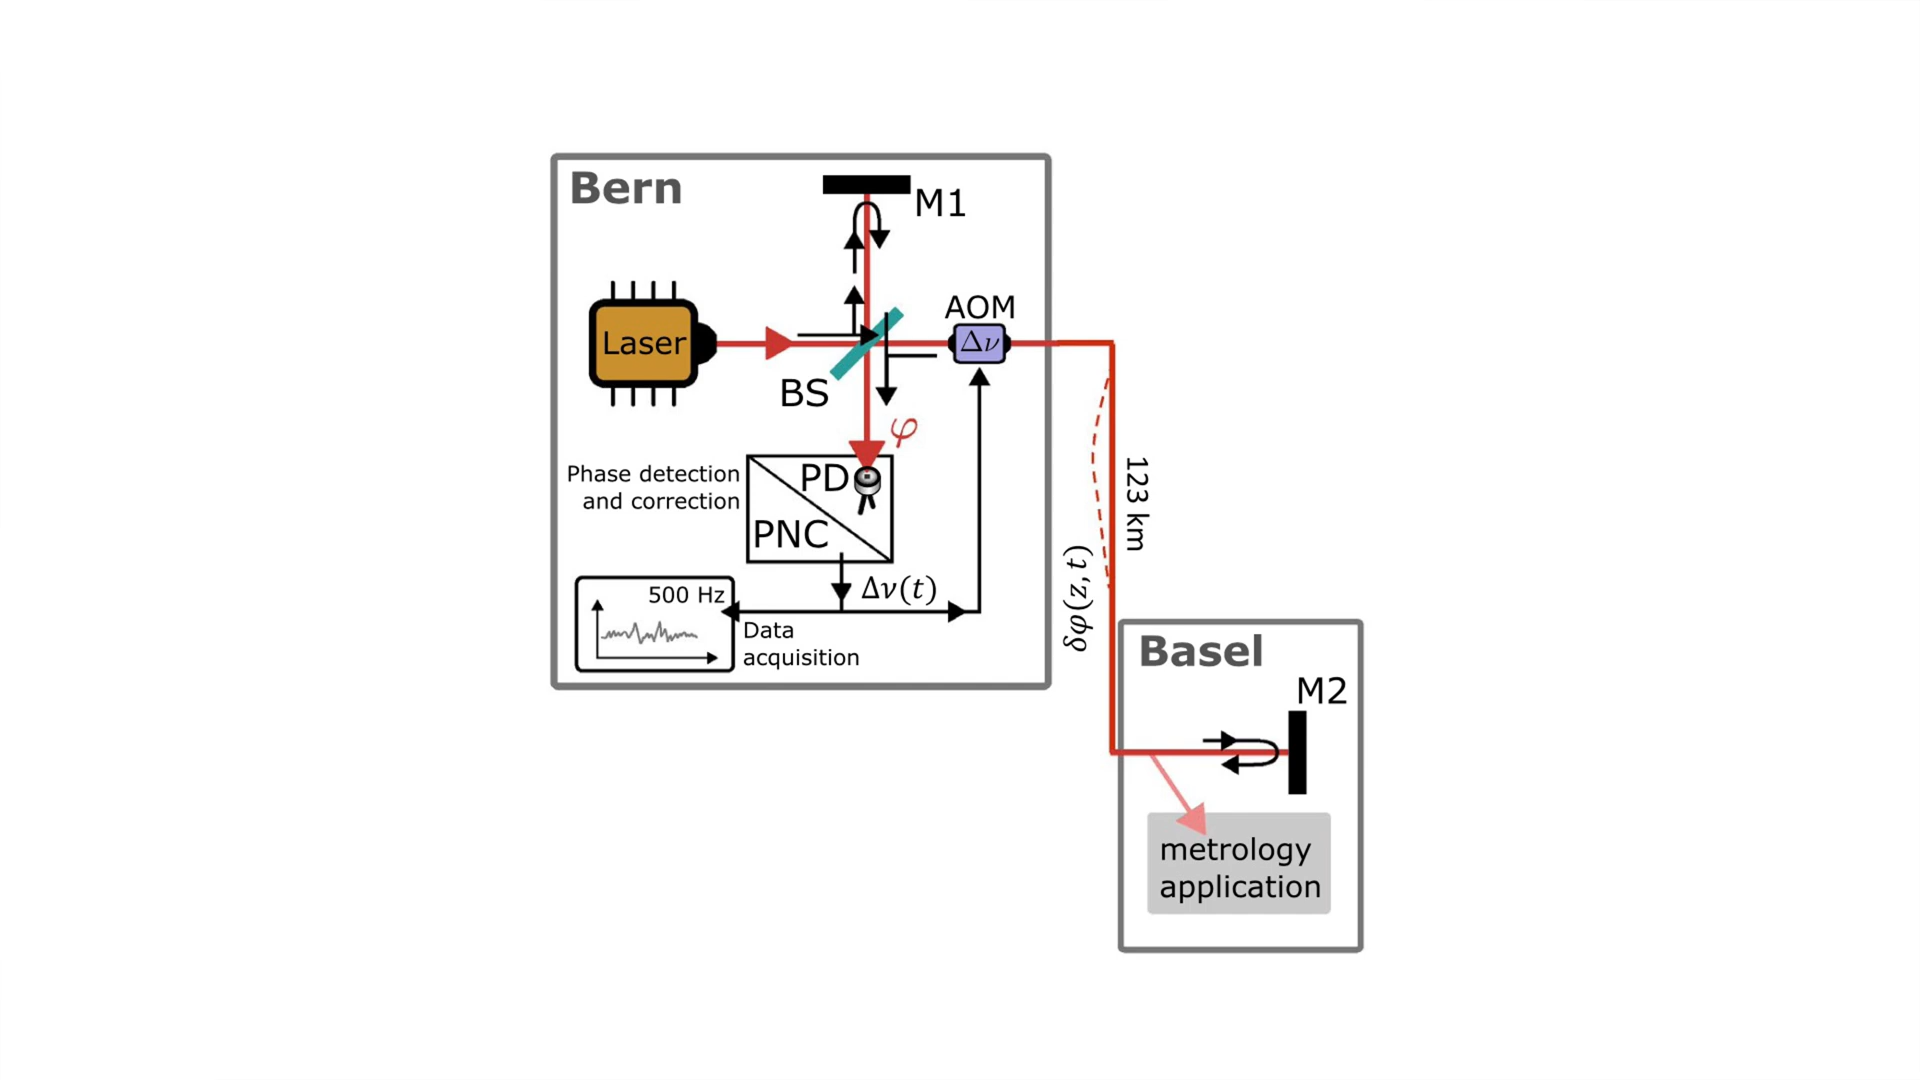 Bern
M1
Laser
AOM
Δν
BS
φ
Phase detection
and correction
PD
PNC
Δν(t)
500 Hz
Data
acquisition
123 km
δφ(z,t)
Basel
M2
metrology
application